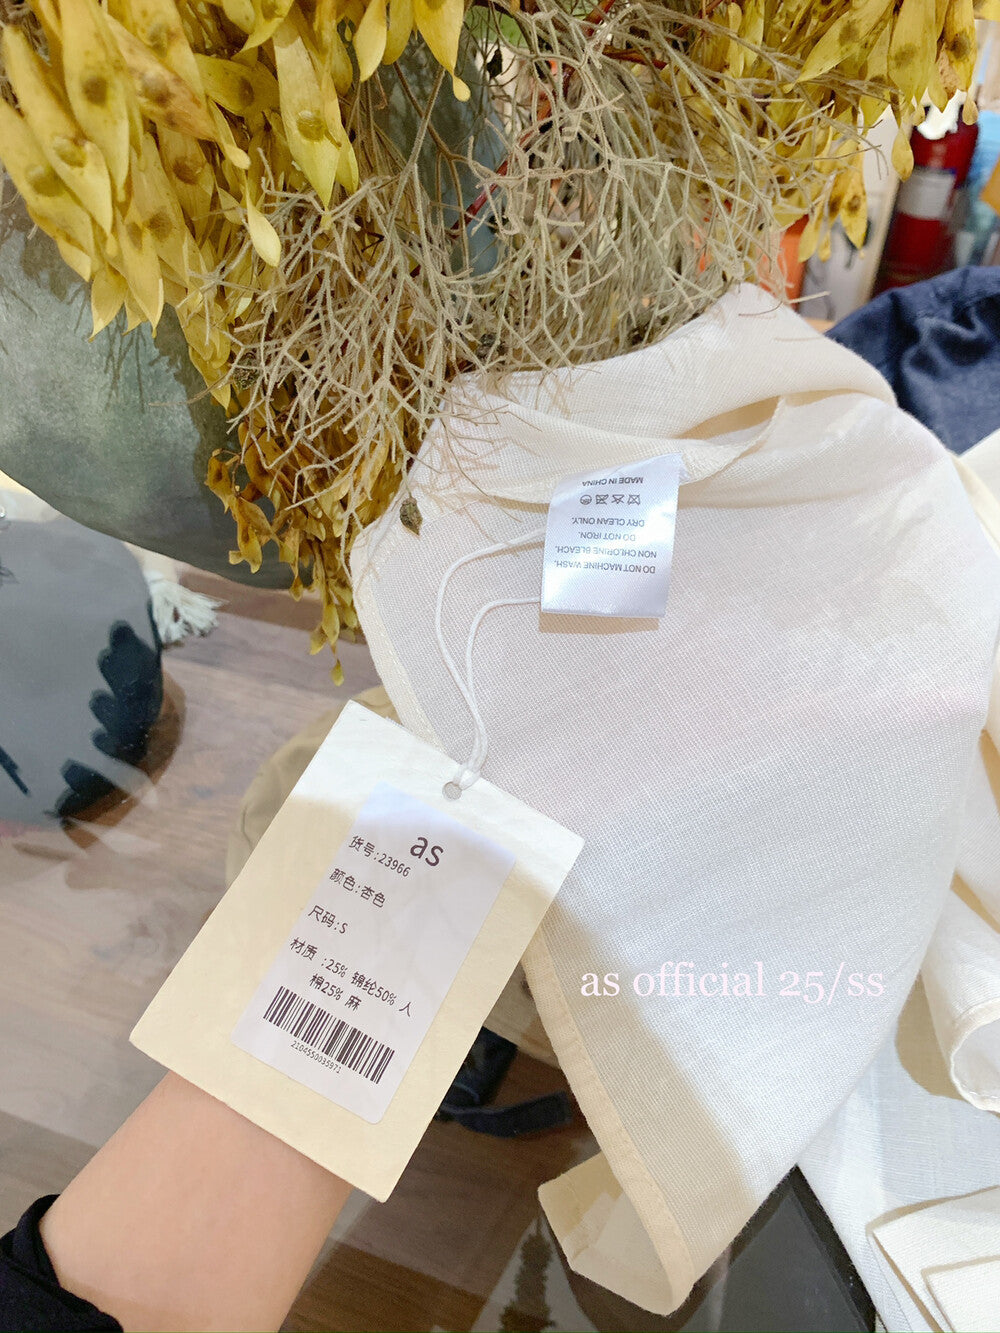 MADE IN CHINA
DRY CLEAN ONLY.
DO NOT IRON.
NON CHLORINE BLEACH.
DO NOT MACHINE WASH.
as
货号:23966
颜色:杏色
尺码:S
材质 :25% 锦纶50% 人
棉25% 麻
2104550035971
as official 25/ss